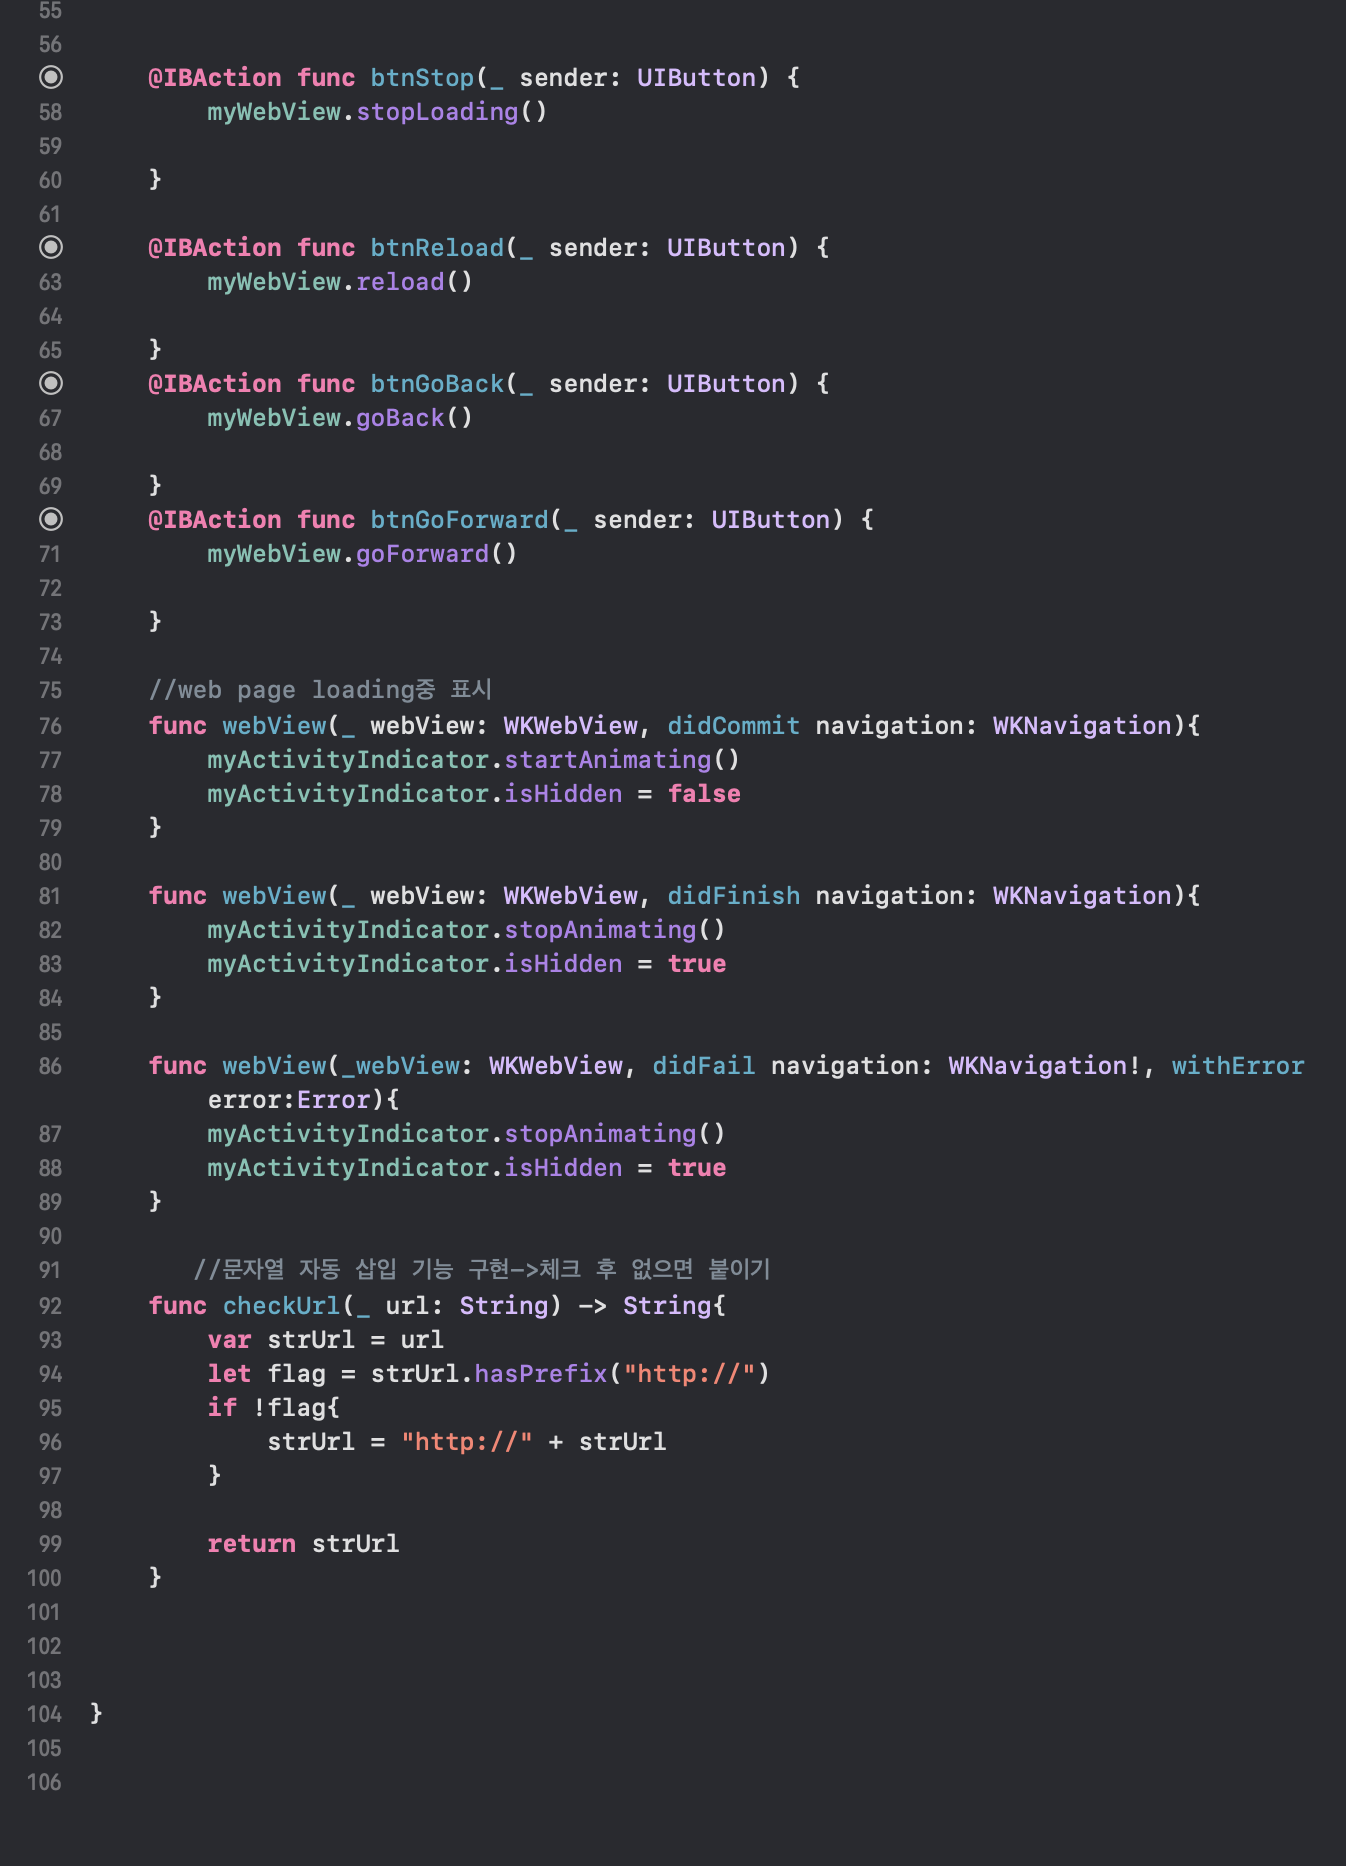 55
56
@IBAction func btnStop(_ sender: UIButton) {
58 myWebView.stopLoading()
59
60 }
61
@IBAction func btnReload(_ sender: UIButton) {
63 myWebView.reload()
64
65 }
@IBAction func btnGoBack(_ sender: UIButton) {
67 myWebView.goBack()
68
69 }
@IBAction func btnGoForward(_ sender: UIButton) {
71 myWebView.goForward()
72
73 }
74
75 //web page loading중 표시
76 func webView(_ webView: WKWebView, didCommit navigation: WKNavigation){
77 myActivityIndicator.startAnimating()
78 myActivityIndicator.isHidden = false
79 }
80
81 func webView(_ webView: WKWebView, didFinish navigation: WKNavigation){
82 myActivityIndicator.stopAnimating()
83 myActivityIndicator.isHidden = true
84 }
85
86 func webView(_webView: WKWebView, didFail navigation: WKNavigation!, withError
error:Error){
87 myActivityIndicator.stopAnimating()
88 myActivityIndicator.isHidden = true
89 }
90
91 //문자열 자동 삽입 기능 구현->체크 후 없으면 붙이기
92 func checkUrl(_ url: String) -> String{
93 var strUrl = url
94 let flag = strUrl.hasPrefix("http://")
95 if !flag{
96 strUrl = "http://" + strUrl
97 }
98
99 return strUrl
100 }
101
102
103
104 }
105
106